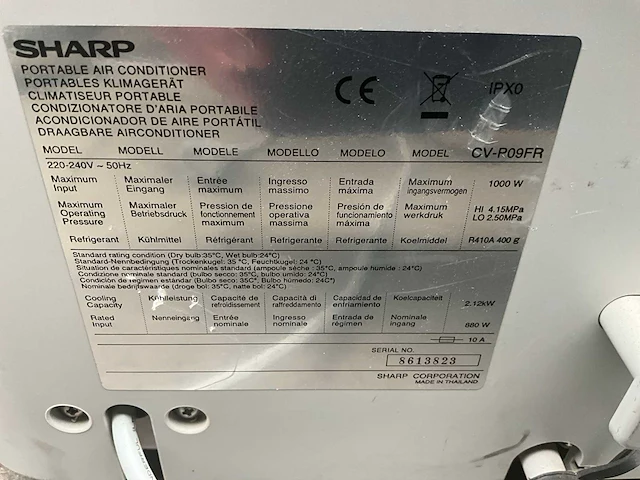 SHARP
PORTABLE AIR CONDITIONER
PORTABLES KLIMAGERÄT
CLIMATISEUR PORTABLE
CONDIZIONATORE D'ARIA PORTABILE
ACONDICIONADOR DE AIRE PORTÁTIL
DRAAGBARE AIRCONDITIONER
CE
IPX0
MODEL MODELL MODELÉE MODELLO MODELO MODEL CV-P09FR
220-240V ~ 50Hz
Maximum Input Maximaler Eingang Entrée maximum Ingresso massimo Entrada máxima Maximum ingangsvermogen 1000 W
Maximum Operating Pressure Maximaler Betriebsdruck Pression de fonctionnement maximum Pressione operativa massima Presión de funcionamiento máxima Maximum werkdruk HI 4.15MPa LO 2.50MPa
Refrigerant Kühlmittel Réfrigérant Refrigerante Refrigerante Koelmiddel R410A 400 g
Standard rating condition (Dry bulb:35°C, Wet bulb:24°C)
Standard-Nennbedingung (Trockenkugel: 35 °C, Feuchtkugel: 24 °C)
Situation de caractéristiques nominales standard (ampoule sèche : 35°C, ampoule humide : 24°C)
Condizione nominale standard (bulbo secco: 35°C, bulbo umido: 24°C)
Condición de régimen estándar (Bulbo seco: 35C°, Bulbo húmedo: 24C°)
Nominale bedrijfswaarde (droge bol: 35°C, natte bol: 24°C)
Cooling Capacity Kühlleistung Capacité de refroidissement Capacità di raffreddamento Capacidad de enfriamiento Koelcapaciteit 2.12kW
Rated Input Nenneingang Entrée nominale Ingresso nominale Entrada de régimen Nominale ingang 880 W
10 A
SERIAL NO. 8613823
SHARP CORPORATION
MADE IN THAILAND